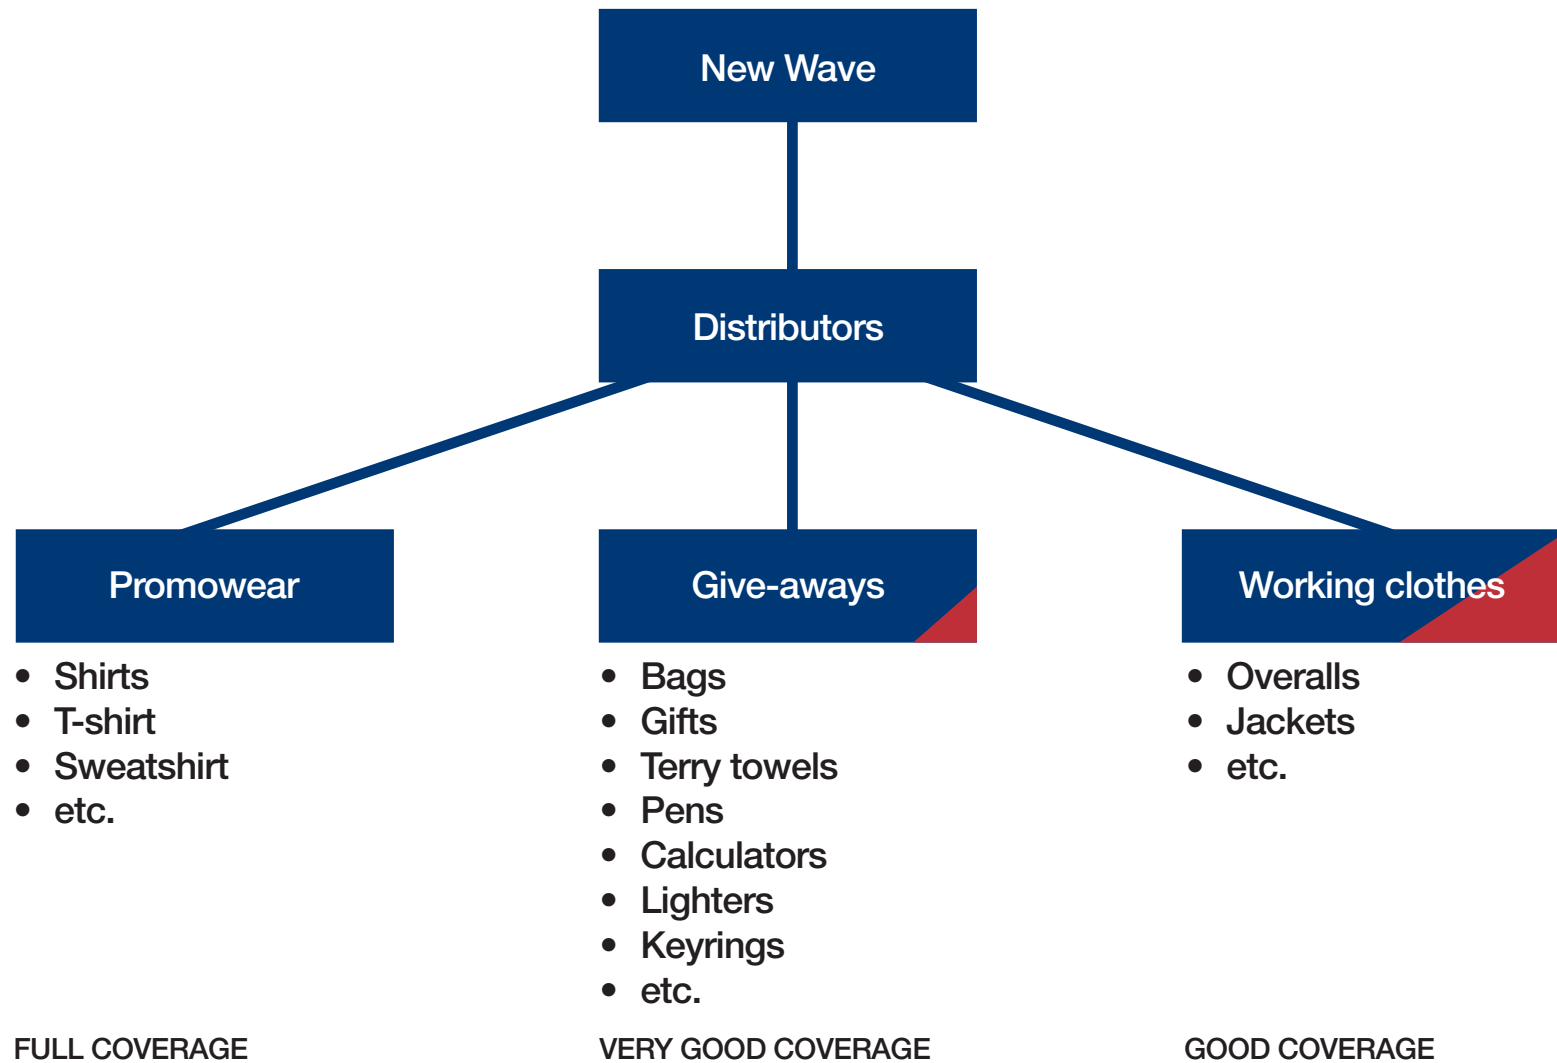 New Wave
Distributors
Promowear
• Shirts
• T-shirt
• Sweatshirt
• etc.
FULL COVERAGE
Give-aways
• Bags
• Gifts
• Terry towels
• Pens
• Calculators
• Lighters
• Keyrings
• etc.
VERY GOOD COVERAGE
Working clothes
• Overalls
• Jackets
• etc.
GOOD COVERAGE